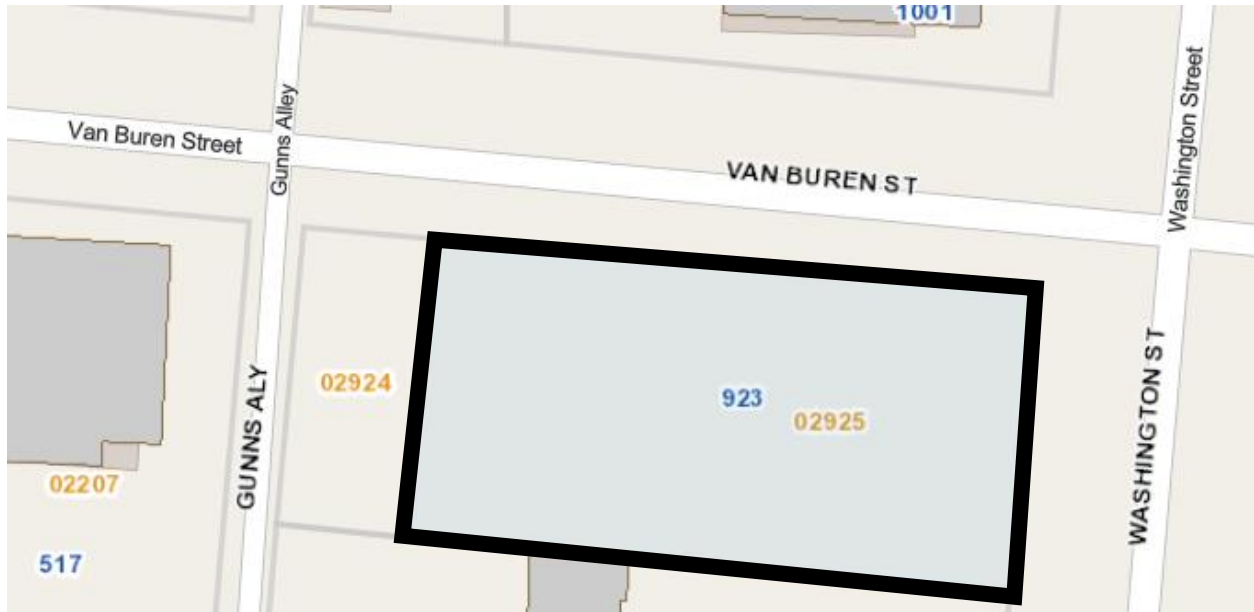 1001
Van Buren Street
Gunns Alley
VAN BUREN ST
Washington Street
02924
923
02925
GUNNS ALY
WASHINGTON ST
02207
517